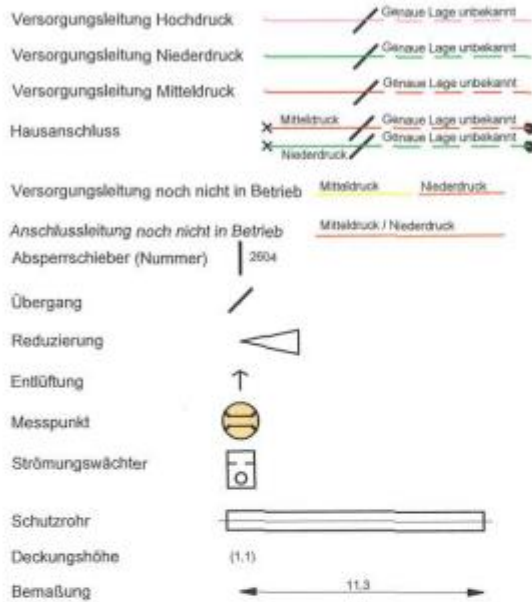 Versorgungsleitung Hochdruck Genaue Lage unbekannt
Versorgungsleitung Niederdruck Genaue Lage unbekannt
Versorgungsleitung Mitteldruck Genaue Lage unbekannt
Hausanschluss Mitteldruck Genaue Lage unbekannt
Niederdruck Genaue Lage unbekannt
Versorgungsleitung noch nicht in Betrieb Mitteldruck Niederdruck
Anschlussleitung noch nicht in Betrieb Mitteldruck / Niederdruck
Absperrschieber (Nummer) 2604
Übergang
Reduzierung
Entlüftung
Messpunkt
Strömungswächter
Schutzrohr
Deckungshöhe (1,1)
Bemaßung 11,3